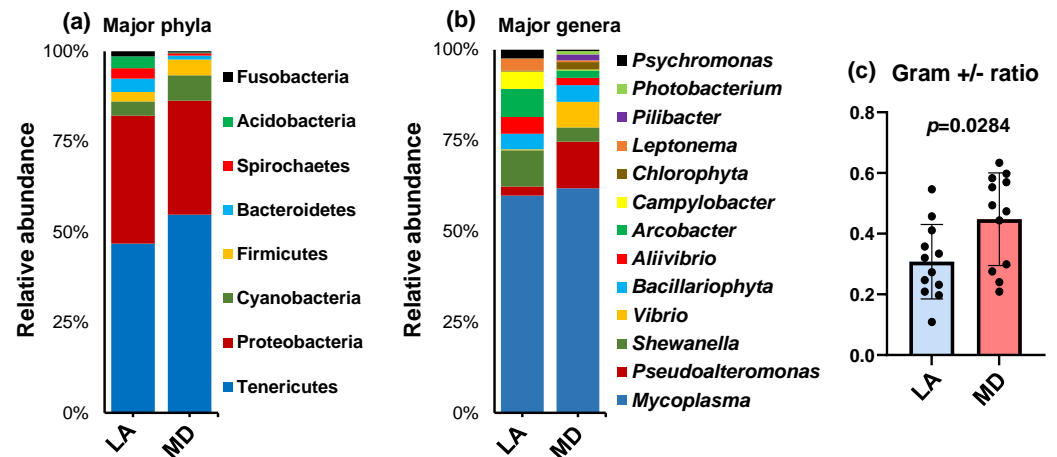 (a) Major phyla
Relative abundance
100%
75%
50%
25%
0%
LA
MD
Fusobacteria
Acidobacteria
Spirochaetes
Bacteroidetes
Firmicutes
Cyanobacteria
Proteobacteria
Tenericutes
(b) Major genera
Relative abundance
100%
75%
50%
25%
0%
LA
MD
Psychromonas
Photobacterium
Pilibacter
Leptonema
Chlorophyta
Campylobacter
Arcobacter
Aliivibrio
Bacillariophyta
Vibrio
Shewanella
Pseudoalteromonas
Mycoplasma
(c) Gram +/- ratio
p=0.0284
0.8
0.6
0.4
0.2
0.0
LA
MD